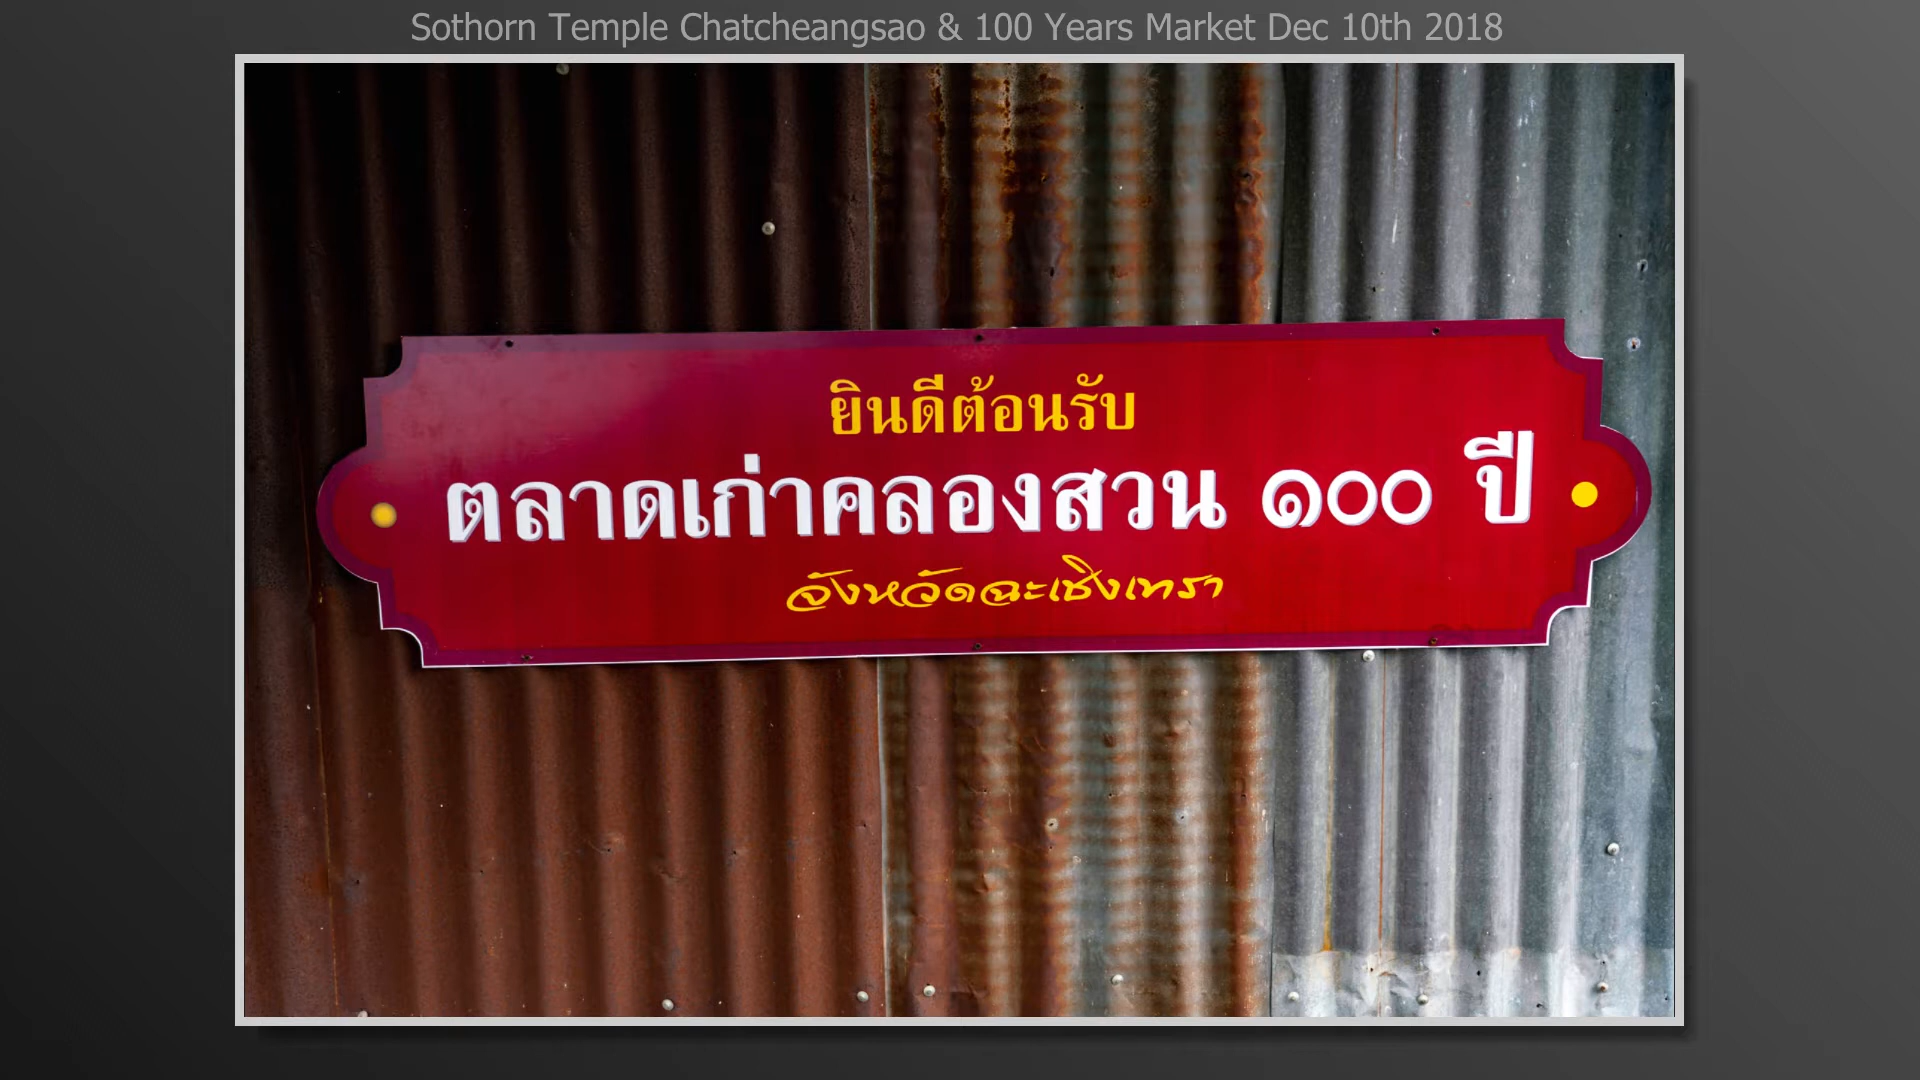 Sothorn Temple Chatcheangsao & 100 Years Market Dec 10th 2018
ยินดีต้อนรับ
ตลาดเก่าคลองสวน ๑๐๐ ปี
จังหวัดฉะเชิงเทรา